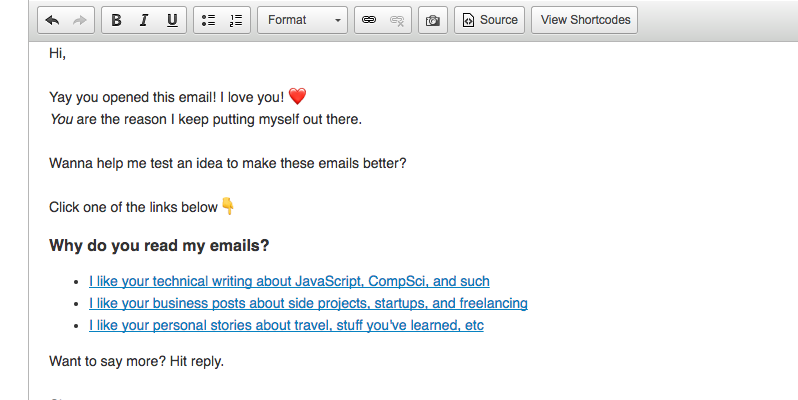 B I U Format Source View Shortcodes
Hi,
Yay you opened this email! I love you! ❤️
You are the reason I keep putting myself out there.
Wanna help me test an idea to make these emails better?
Click one of the links below 👇
Why do you read my emails?
• I like your technical writing about JavaScript, CompSci, and such
• I like your business posts about side projects, startups, and freelancing
• I like your personal stories about travel, stuff you've learned, etc
Want to say more? Hit reply.